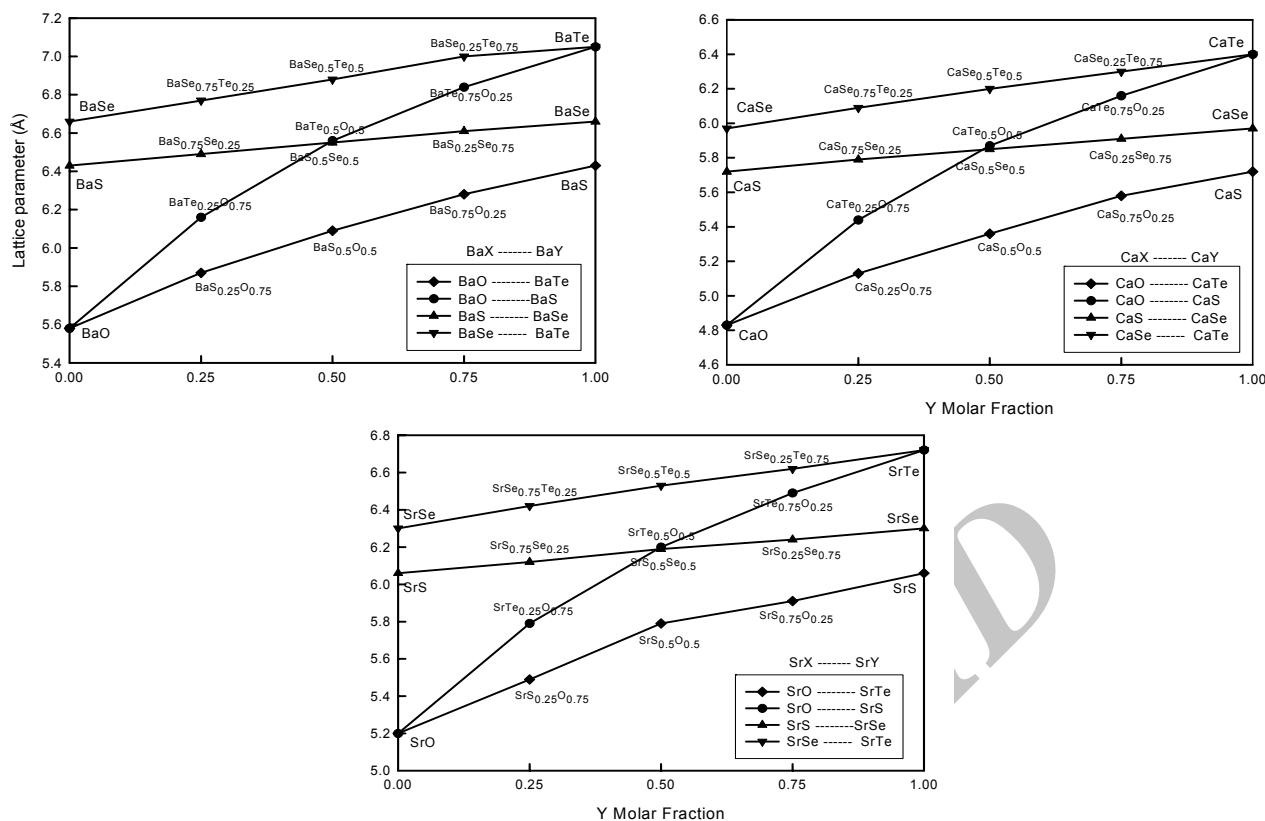 7.2
7.0
6.8
6.6
6.4
6.2
6.0
5.8
5.6
5.4
Lattice parameter (Å)
BaSe
BaSe0.75Te0.25
BaSe0.5Te0.5
BaSe0.25Te0.75
BaTe
BaTe0.75O0.25
BaTe0.5O0.5
BaSe
BaS0.75Se0.25
BaS0.5Se0.5
BaS0.25Se0.75
BaS
BaTe0.25O0.75
BaS0.75O0.25
BaS
BaS0.5O0.5
BaS0.25O0.75
BaO
BaX ------- BaY
BaO -------- BaTe
BaO --------BaS
BaS -------- BaSe
BaSe ------ BaTe
0.00 0.25 0.50 0.75 1.00
6.6
6.4
6.2
6.0
5.8
5.6
5.4
5.2
5.0
4.8
4.6
CaSe
CaSe0.75Te0.25
CaSe0.5Te0.5
CaSe0.25Te0.75
CaTe
CaTe0.75O0.25
CaTe0.5O0.5
CaSe
CaS0.75Se0.25
CaS0.5Se0.5
CaS0.25Se0.75
CaS
CaTe0.25O0.75
CaS0.75O0.25
CaS
CaS0.5O0.5
CaS0.25O0.75
CaO
CaX ------- CaY
CaO -------- CaTe
CaO -------- CaS
CaS -------- CaSe
CaSe ------ CaTe
0.00 0.25 0.50 0.75 1.00
Y Molar Fraction
6.8
6.6
6.4
6.2
6.0
5.8
5.6
5.4
5.2
5.0
SrSe
SrSe0.75Te0.25
SrSe0.5Te0.5
SrSe0.25Te0.75
SrTe
SrTe0.75O0.25
SrTe0.5O0.5
SrSe
SrS0.75Se0.25
SrS0.5Se0.5
SrS0.25Se0.75
SrS
SrTe0.25O0.75
SrS0.75O0.25
SrS
SrS0.5O0.5
SrS0.25O0.75
SrO
SrX ------- SrY
SrO -------- SrTe
SrO -------- SrS
SrS --------SrSe
SrSe ------ SrTe
0.00 0.25 0.50 0.75 1.00
Y Molar Fraction
D